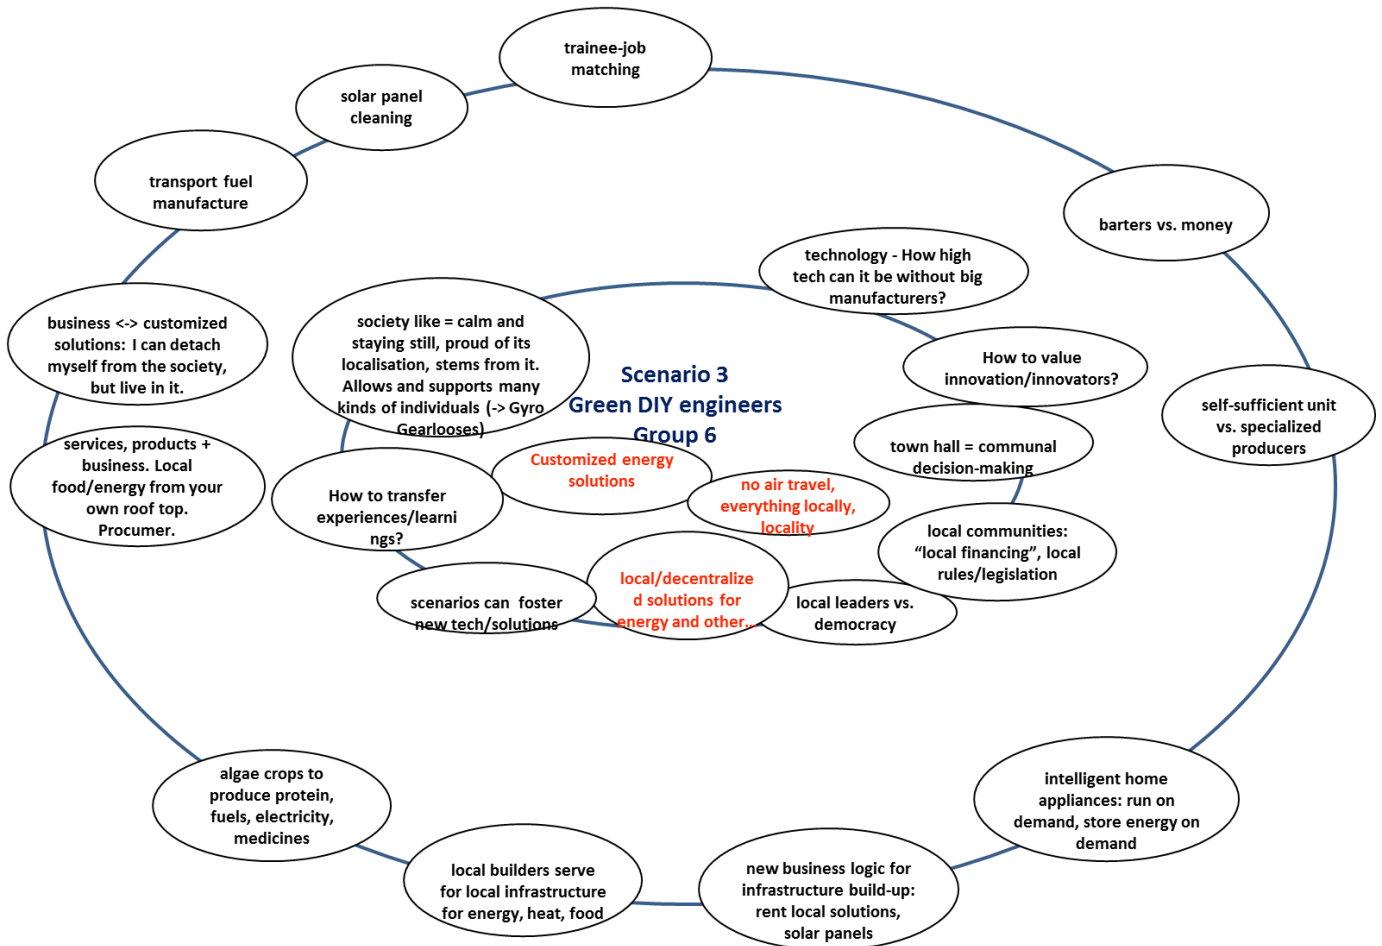 trainee-job
matching
solar panel
cleaning
transport fuel
manufacture
barters vs. money
technology - How high
tech can it be without big
manufacturers?
business <-> customized
solutions:  I can detach
myself from the society,
but live in it.
society like = calm and
staying still, proud of its
localisation, stems from it.
Allows and supports many
kinds of individuals (-> Gyro
Gearlooses)
Scenario 3
Green DIY engineers
Group 6
How to value
innovation/innovators?
self-sufficient unit
vs. specialized
producers
services, products +
business. Local
food/energy from your
own roof top.
Procumer.
town hall = communal
decision-making
Customized energy
solutions
no air travel,
everything locally,
locality
How to transfer
experiences/learni
ngs?
local communities:
“local financing”, local
rules/legislation
scenarios can  foster
new tech/solutions
local/decentralize
d solutions for
energy and other...
local leaders vs.
democracy
algae crops to
produce protein,
fuels, electricity,
medicines
intelligent home
appliances: run on
demand, store energy on
demand
local builders serve
for local infrastructure
for energy, heat, food
new business logic for
infrastructure build-up:
rent local solutions,
solar panels